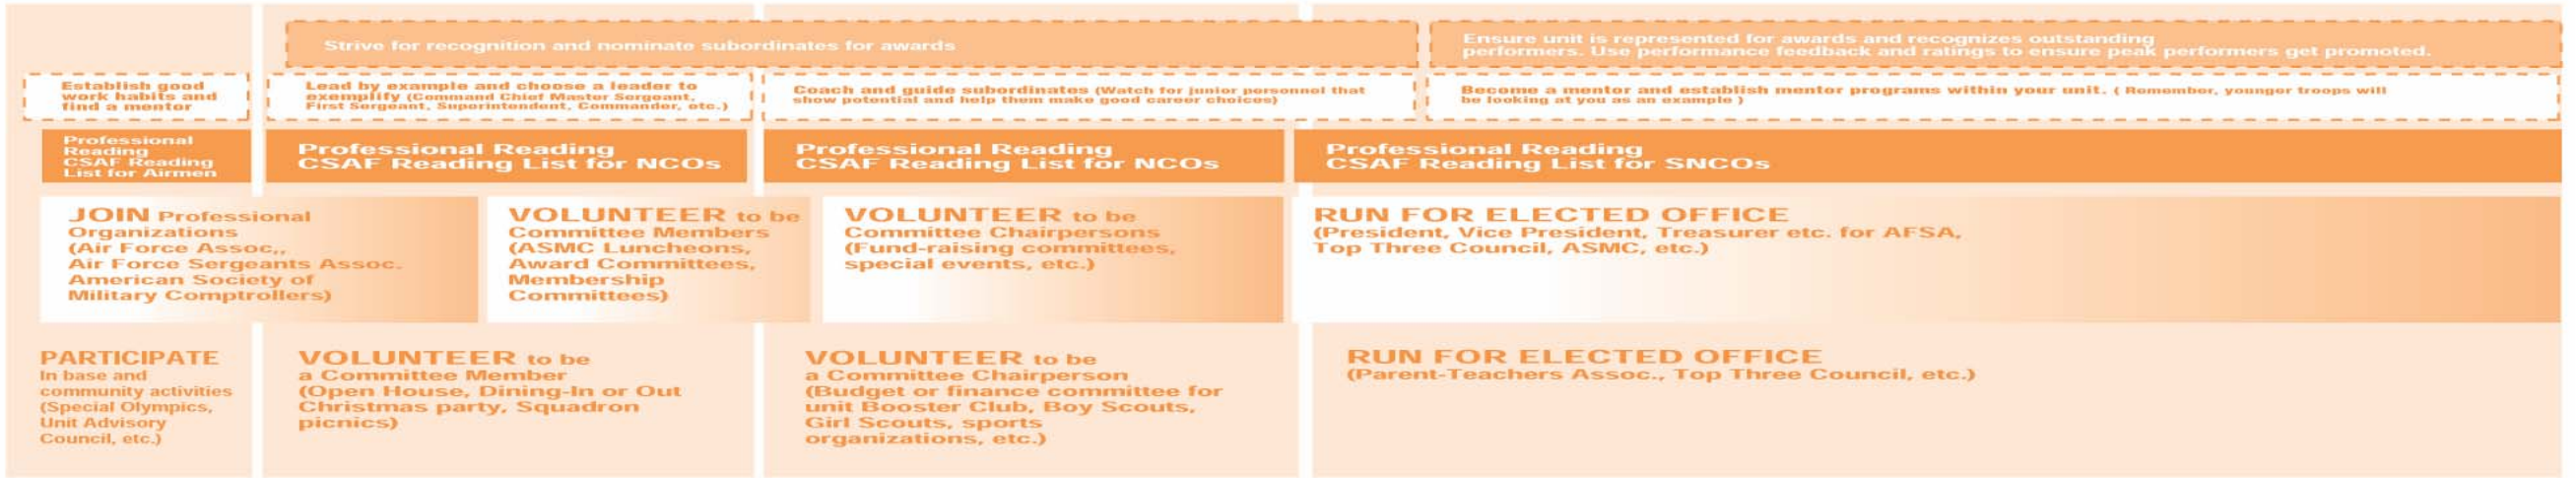 Strive for recognition and nominate subordinates for awards
Ensure unit is represented for awards and recognizes outstanding
performers. Use performance feedback and ratings to ensure peak performers get promoted.
Establish good
work habits and
find a mentor
Lead by example and choose a leader to
exemplify (Command Chief Master Sergeant,
First Sergeant, Superintendent, Commander, etc.)
Coach and guide subordinates (Watch for junior personnel that
show potential and help them make good career choices)
Become a mentor and establish mentor programs within your unit. ( Remember, younger troops will
be looking at you as an example )
Professional
Reading
CSAF Reading
List for Airmen
Professional Reading
CSAF Reading List for NCOs
Professional Reading
CSAF Reading List for NCOs
Professional Reading
CSAF Reading List for SNCOs
JOIN Professional
Organizations
(Air Force Assoc,,
Air Force Sergeants Assoc.
American Society of
Military Comptrollers)
VOLUNTEER to be
Committee Members
(ASMC Luncheons,
Award Committees,
Membership
Committees)
VOLUNTEER to be
Committee Chairpersons
(Fund-raising committees,
special events, etc.)
RUN FOR ELECTED OFFICE
(President, Vice President, Treasurer etc. for AFSA,
Top Three Council, ASMC, etc.)
PARTICIPATE
In base and
community activities
(Special Olympics,
Unit Advisory
Council, etc.)
VOLUNTEER to be
a Committee Member
(Open House, Dining-In or Out
Christmas party, Squadron
picnics)
VOLUNTEER to be
a Committee Chairperson
(Budget or finance committee for
unit Booster Club, Boy Scouts,
Girl Scouts, sports
organizations, etc.)
RUN FOR ELECTED OFFICE
(Parent-Teachers Assoc., Top Three Council, etc.)